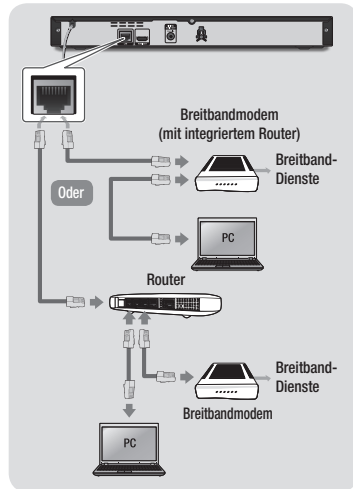 Breitbandmodem
(mit integriertem Router)
Breitband-
Dienste
Oder
PC
Router
Breitband-
Dienste
Breitbandmodem
PC